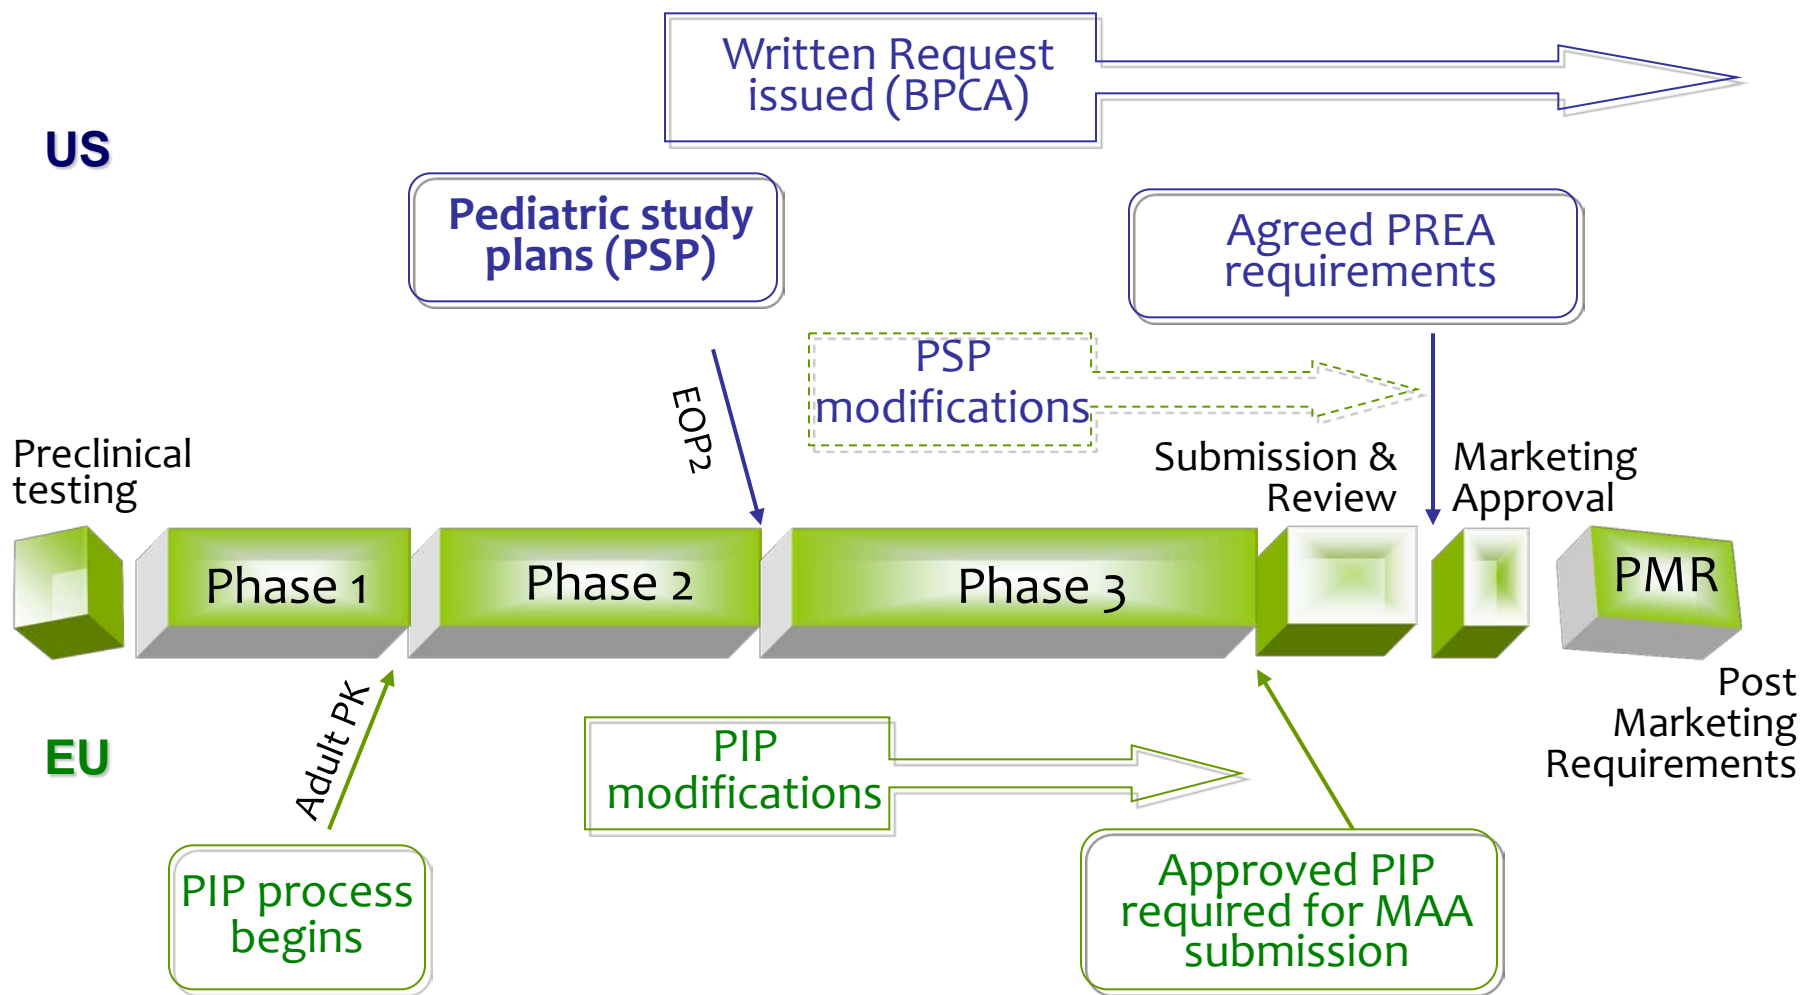 Written Request
issued (BPCA)
US
Pediatric study
plans (PSP)
Agreed PREA
requirements
PSP
modifications
EOP2
Preclinical
testing
Submission &
Review
Marketing
Approval
Phase 1
Phase 2
Phase 3
PMR
Post
Marketing
Requirements
Adult PK
EU
PIP
modifications
PIP process
begins
Approved PIP
required for MAA
submission